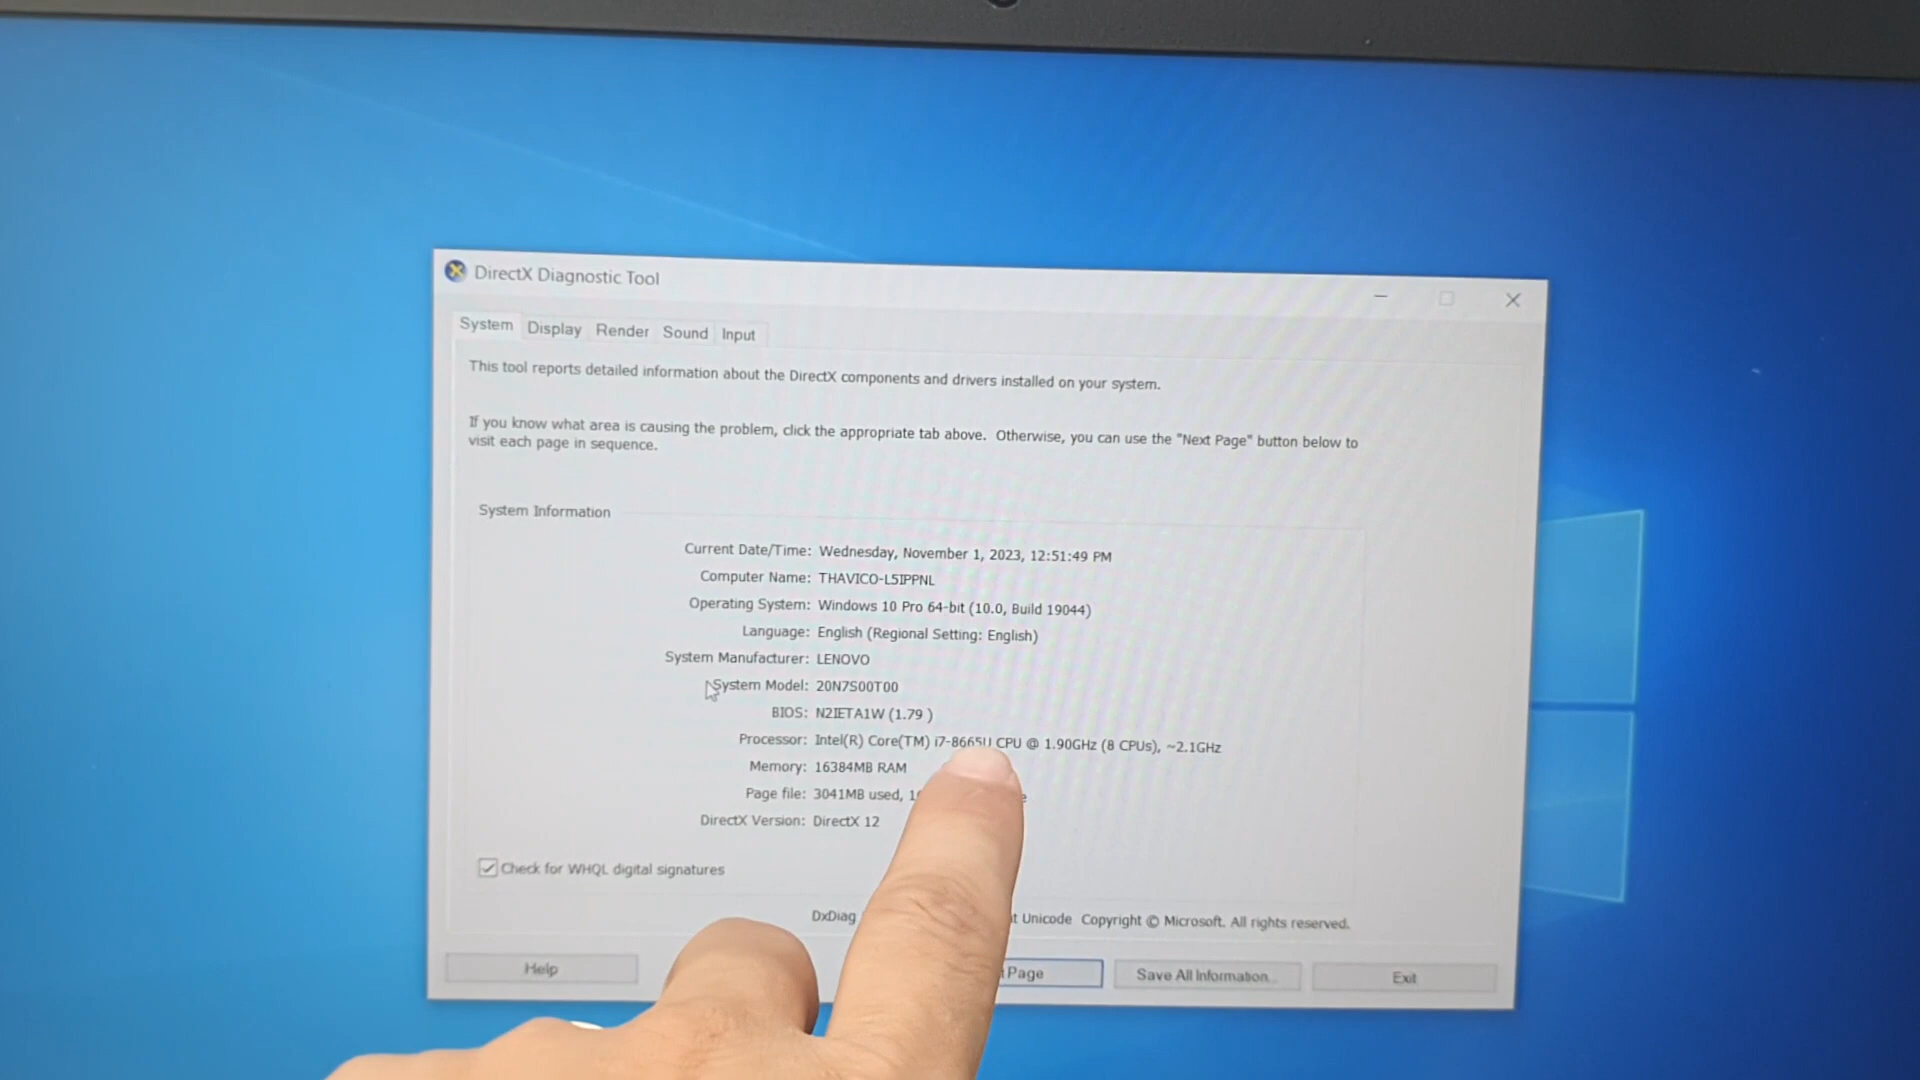 DirectX Diagnostic Tool
System Display Render Sound Input
This tool reports detailed information about the DirectX components and drivers installed on your system.
If you know what area is causing the problem, click the appropriate tab above. Otherwise, you can use the "Next Page" button below to
visit each page in sequence.
System Information
Current Date/Time: Wednesday, November 1, 2023, 12:51:49 PM
Computer Name: THAVICO-L5IPPNL
Operating System: Windows 10 Pro 64-bit (10.0, Build 19044)
Language: English (Regional Setting: English)
System Manufacturer: LENOVO
System Model: 20N7S00T00
BIOS: N2IETA1W (1.79 )
Processor: Intel(R) Core(TM) i7-8665U CPU @ 1.90GHz (8 CPUs), ~2.1GHz
Memory: 16384MB RAM
Page file: 3041MB used,
DirectX Version: DirectX 12
Check for WHQL digital signatures
DxDiag Unicode Copyright © Microsoft. All rights reserved.
Help Page Save All Information... Exit